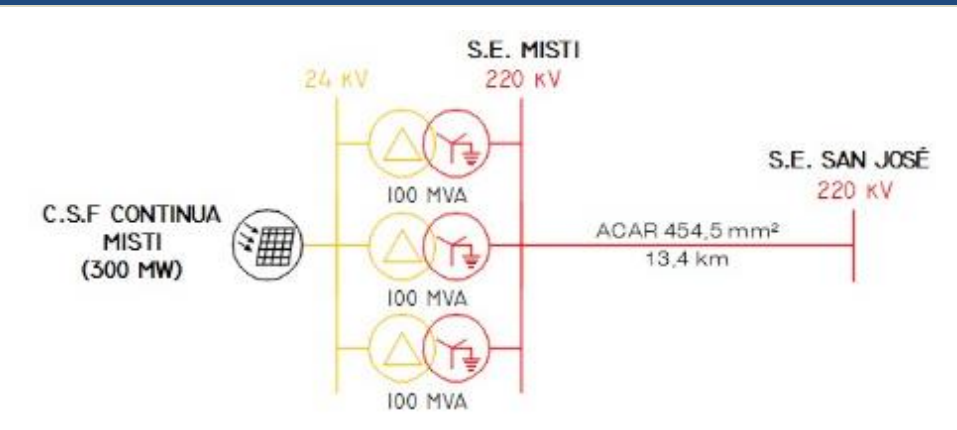 S.E. MISTI
24 KV
220 KV
S.E. SAN JOSÉ
220 KV
100 MVA
C.S.F CONTINUA
MISTI
(300 MW)
ACAR 454,5 mm²
13,4 km
100 MVA
100 MVA